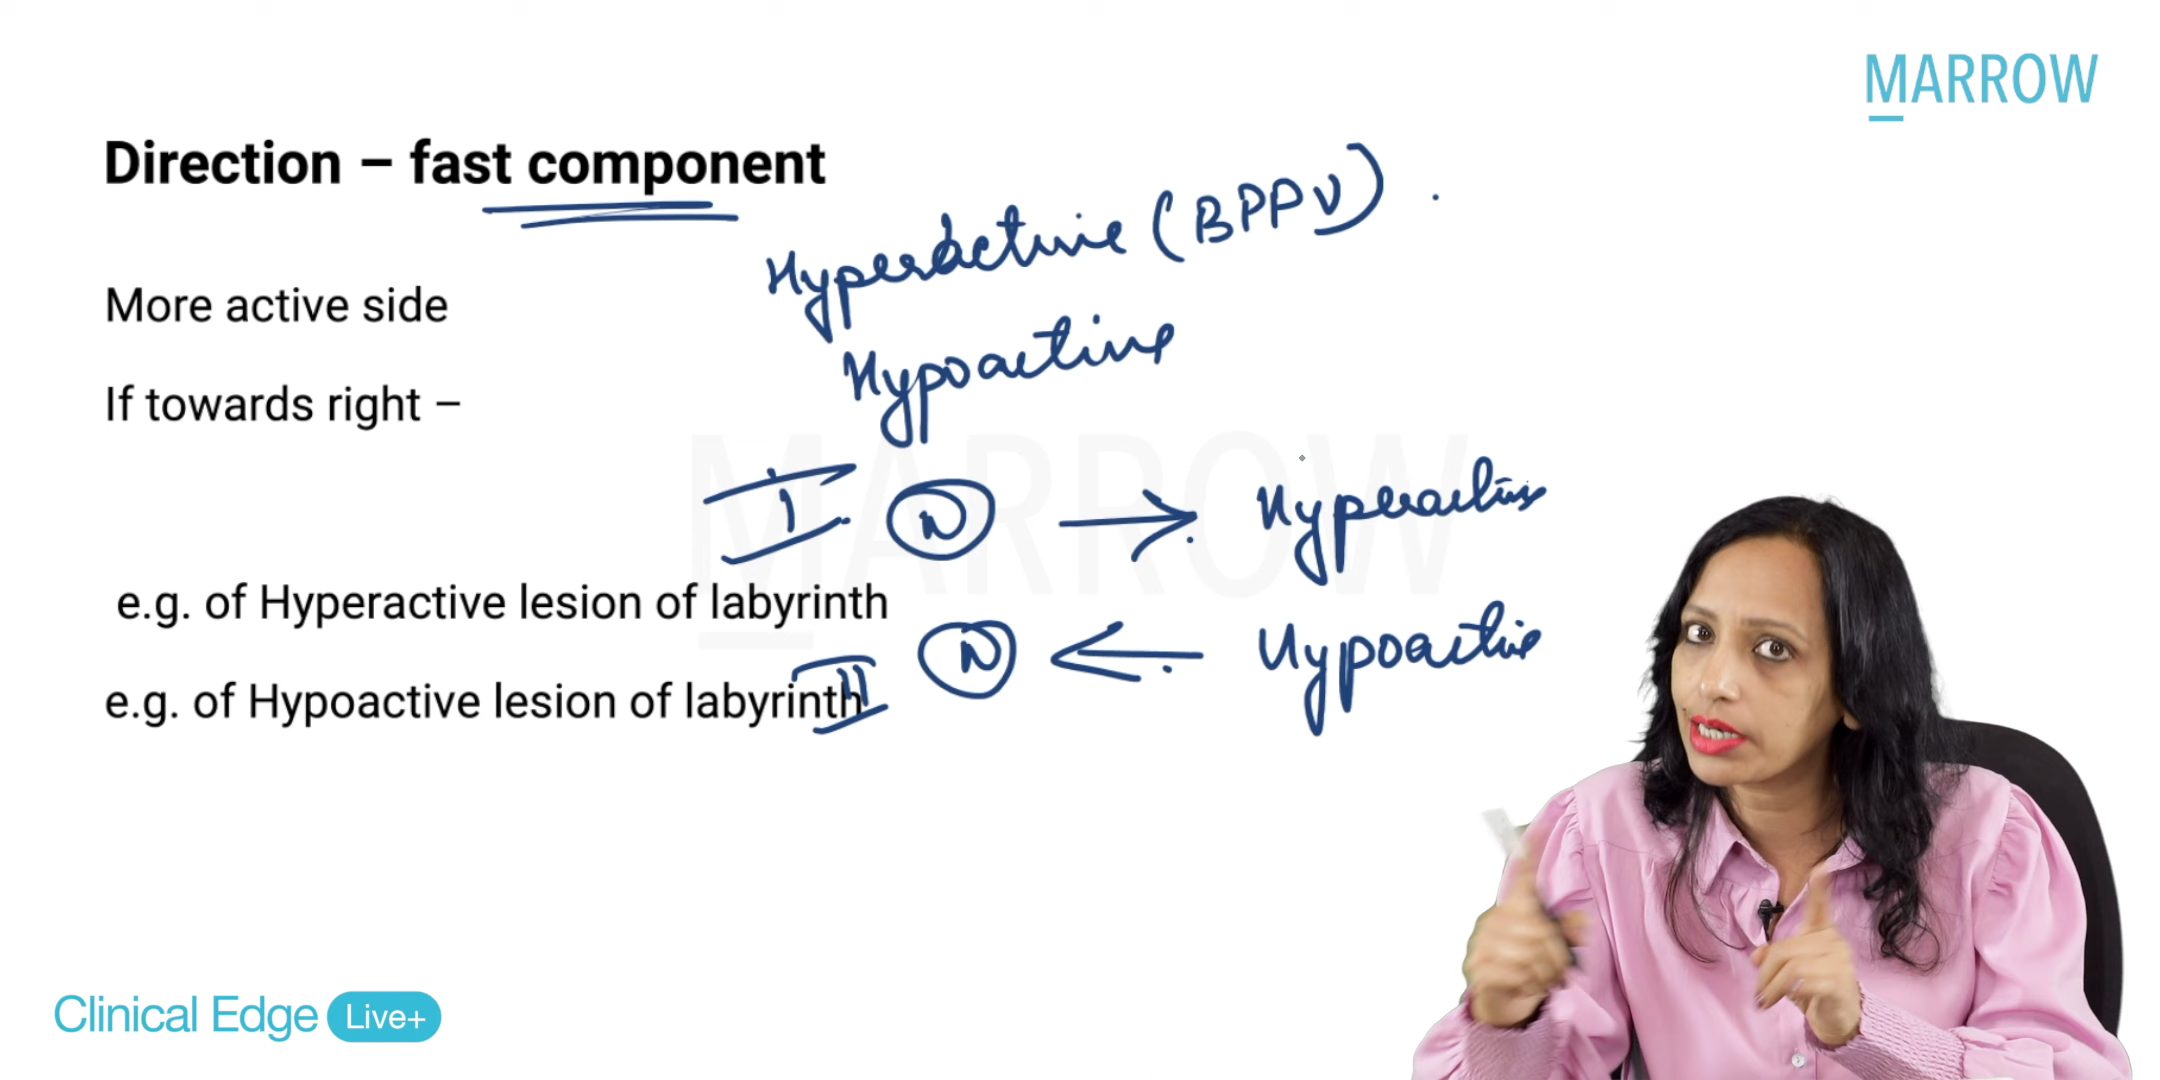 MARROW
Direction – fast component
Hyperactive (BPPV).
More active side
Hypoactive
If towards right –
I N → Hyperactive
e.g. of Hyperactive lesion of labyrinth
II N ← Hypoactive
e.g. of Hypoactive lesion of labyrinth
MARROW
Clinical Edge Live+